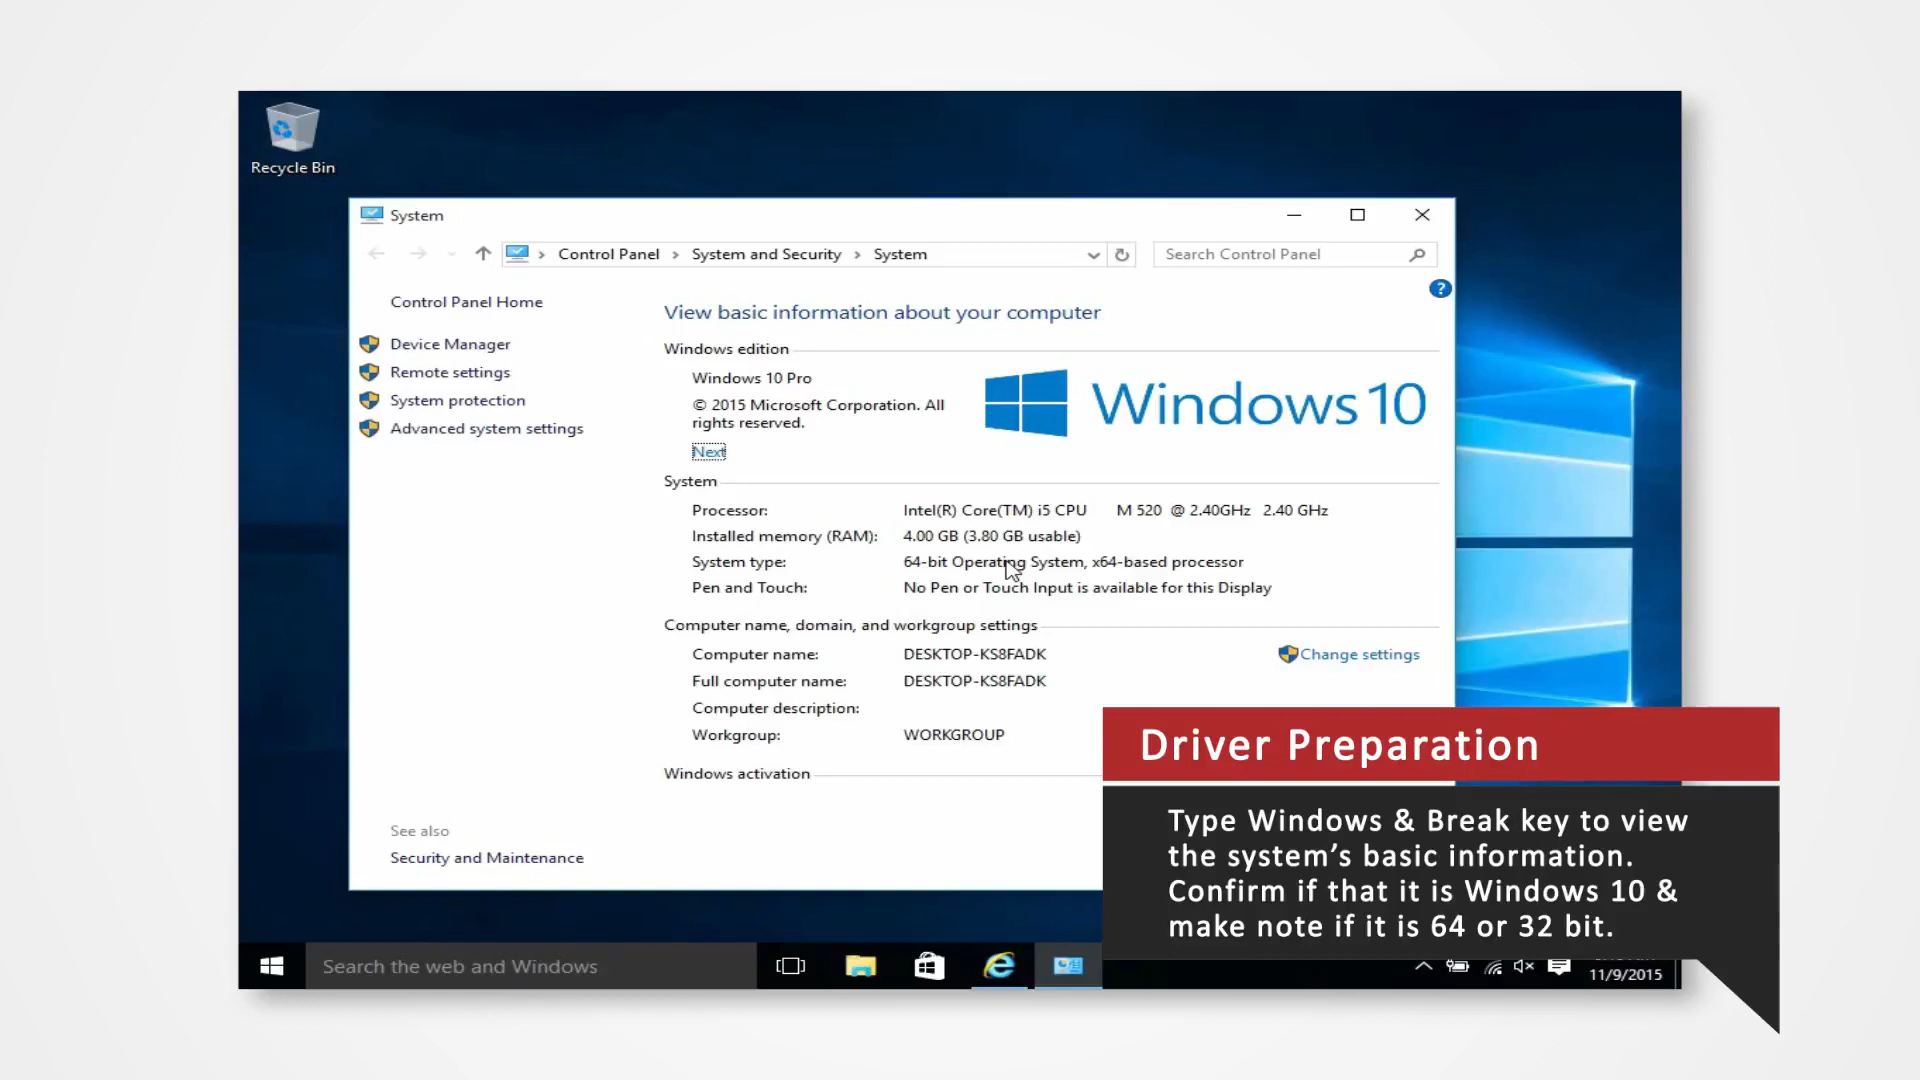 Recycle Bin
System
Control Panel > System and Security > System
Search Control Panel
?
Control Panel Home
Device Manager
Remote settings
System protection
Advanced system settings
See also
Security and Maintenance
View basic information about your computer
Windows edition
Windows 10 Pro
© 2015 Microsoft Corporation. All
rights reserved.
Next
Windows 10
System
Processor: Intel(R) Core(TM) i5 CPU M 520 @ 2.40GHz 2.40 GHz
Installed memory (RAM): 4.00 GB (3.80 GB usable)
System type: 64-bit Operating System, x64-based processor
Pen and Touch: No Pen or Touch Input is available for this Display
Computer name, domain, and workgroup settings
Computer name: DESKTOP-KS8FADK
Change settings
Full computer name: DESKTOP-KS8FADK
Computer description:
Workgroup: WORKGROUP
Windows activation
Driver Preparation
Type Windows & Break key to view
the system’s basic information.
Confirm if that it is Windows 10 &
make note if it is 64 or 32 bit.
Search the web and Windows
11/9/2015